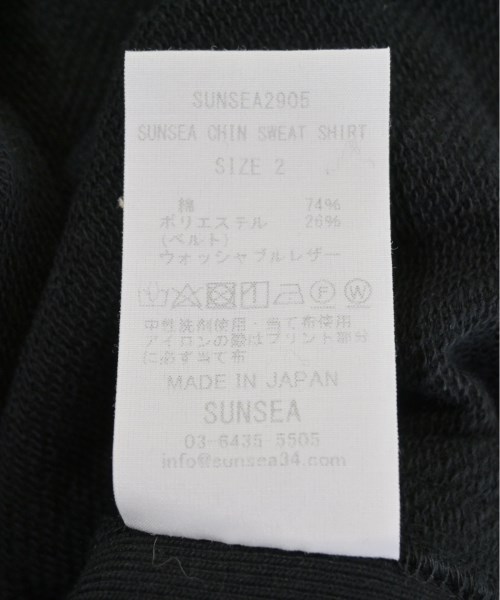 SUNSEA2905
SUNSEA CHIN SWEAT SHIRT
SIZE 2
綿 74%
ポリエステル 26%
(ベルト)
ウォッシャブルレザー
F W
中性洗剤使用・当て布使用
アイロンの際はプリント部分
に必ず当て布
MADE IN JAPAN
SUNSEA
03-6435 5505
info@sunsea34.com